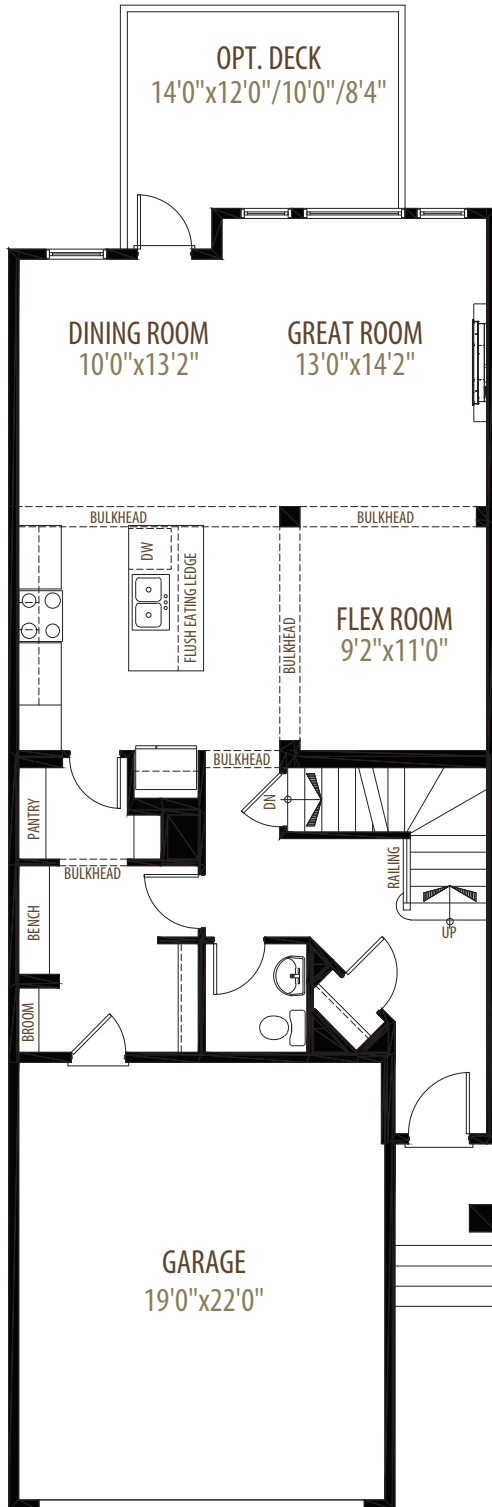 OPT. DECK
14'0"x12'0"/10'0"/8'4"
DINING ROOM
10'0"x13'2"
GREAT ROOM
13'0"x14'2"
BULKHEAD
BULKHEAD
DW
FLUSH EATING LEDGE
BULKHEAD
FLEX ROOM
9'2"x11'0"
BULKHEAD
DN
PANTRY
BULKHEAD
RAILING
BENCH
UP
BROOM
GARAGE
19'0"x22'0"